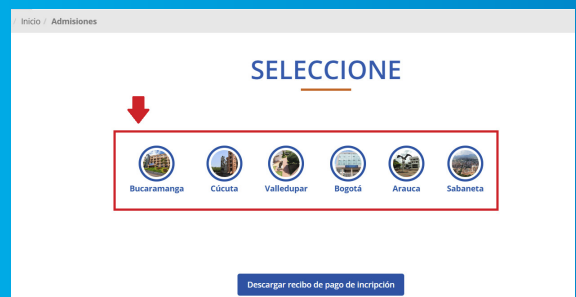 / Inicio / Admisiones
SELECCIONE
Bucaramanga Cúcuta Valledupar Bogotá Arauca Sabaneta
Descargar recibo de pago de incripción